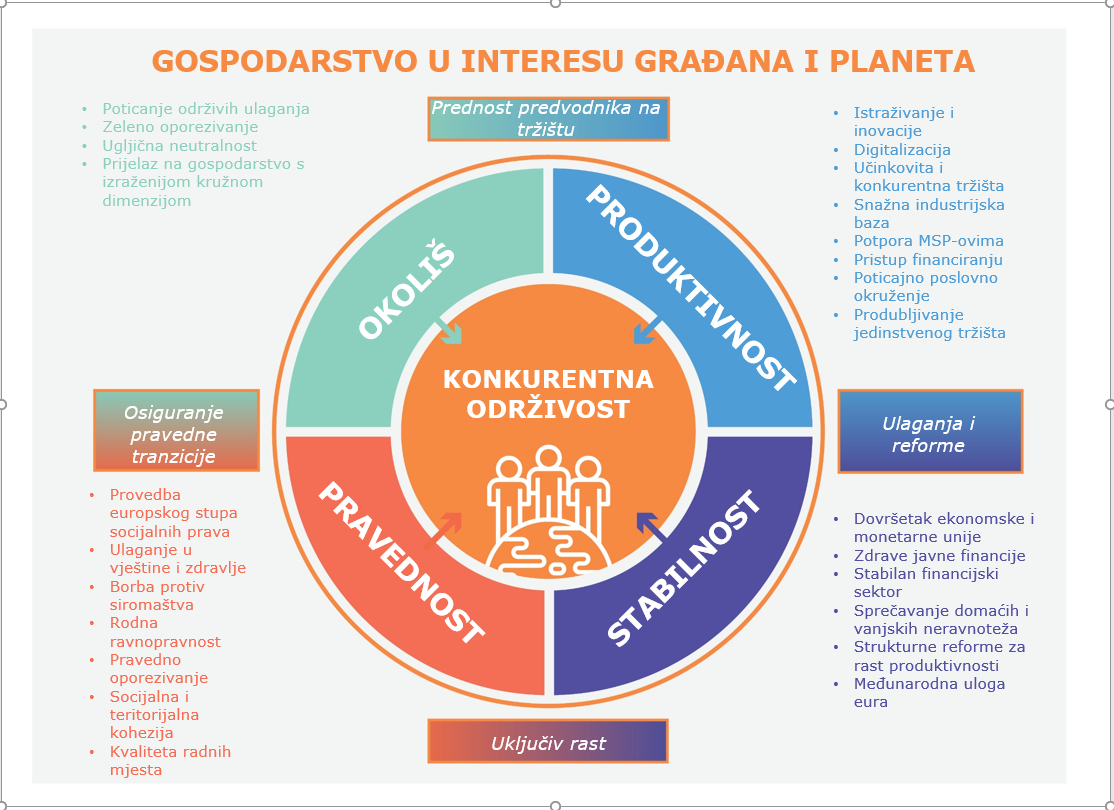 GOSPODARSTVO U INTERESU GRAĐANA I PLANETA
• Poticanje održivih ulaganja
• Zeleno oporezivanje
• Ugljična neutralnost
• Prijelaz na gospodarstvo s
izraženijom kružnom
dimenzijom
Prednost predvodnika na
tržištu
• Istraživanje i
inovacije
• Digitalizacija
• Učinkovita i
konkurentna tržišta
• Snažna industrijska
baza
• Potpora MSP-ovima
• Pristup financiranju
• Poticajno poslovno
okruženje
• Produbljivanje
jedinstvenog tržišta
OKOLIŠ
PRODUKTIVNOST
KONKURENTNA
ODRŽIVOST
PRAVEDNOST
STABILNOST
Osiguranje
pravedne
tranzicije
Ulaganja i
reforme
• Provedba
europskog stupa
socijalnih prava
• Ulaganje u
vještine i zdravlje
• Borba protiv
siromaštva
• Rodna
ravnopravnost
• Pravedno
oporezivanje
• Socijalna i
teritorijalna
kohezija
• Kvaliteta radnih
mjesta
• Dovršetak ekonomske i
monetarne unije
• Zdrave javne financije
• Stabilan financijski
sektor
• Sprečavanje domaćih i
vanjskih neravnoteža
• Strukturne reforme za
rast produktivnosti
• Međunarodna uloga
eura
Uključiv rast